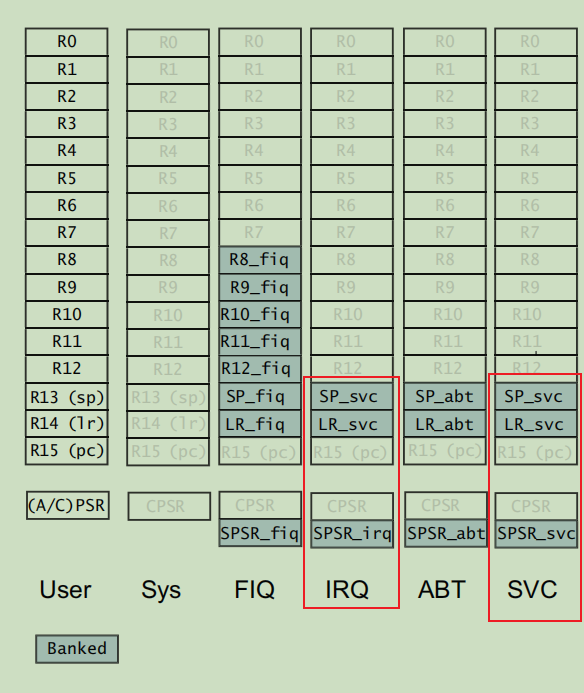 R0 R0 R0 R0 R0 R0
R1 R1 R1 R1 R1 R1
R2 R2 R2 R2 R2 R2
R3 R3 R3 R3 R3 R3
R4 R4 R4 R4 R4 R4
R5 R5 R5 R5 R5 R5
R6 R6 R6 R6 R6 R6
R7 R7 R7 R7 R7 R7
R8 R8 R8_fiq R8 R8 R8
R9 R9 R9_fiq R9 R9 R9
R10 R10 R10_fiq R10 R10 R10
R11 R11 R11_fiq R11 R11 R11
R12 R12 R12_fiq R12 R12 R12
R13 (sp) R13 (sp) SP_fiq SP_svc SP_abt SP_svc
R14 (lr) R14 (lr) LR_fiq LR_svc LR_abt LR_svc
R15 (pc) R15 (pc) R15 (pc) R15 (pc) R15 (pc) R15 (pc)
(A/C)PSR CPSR CPSR CPSR CPSR CPSR
SPSR_fiq SPSR_irq SPSR_abt SPSR_svc
User Sys FIQ IRQ ABT SVC
Banked